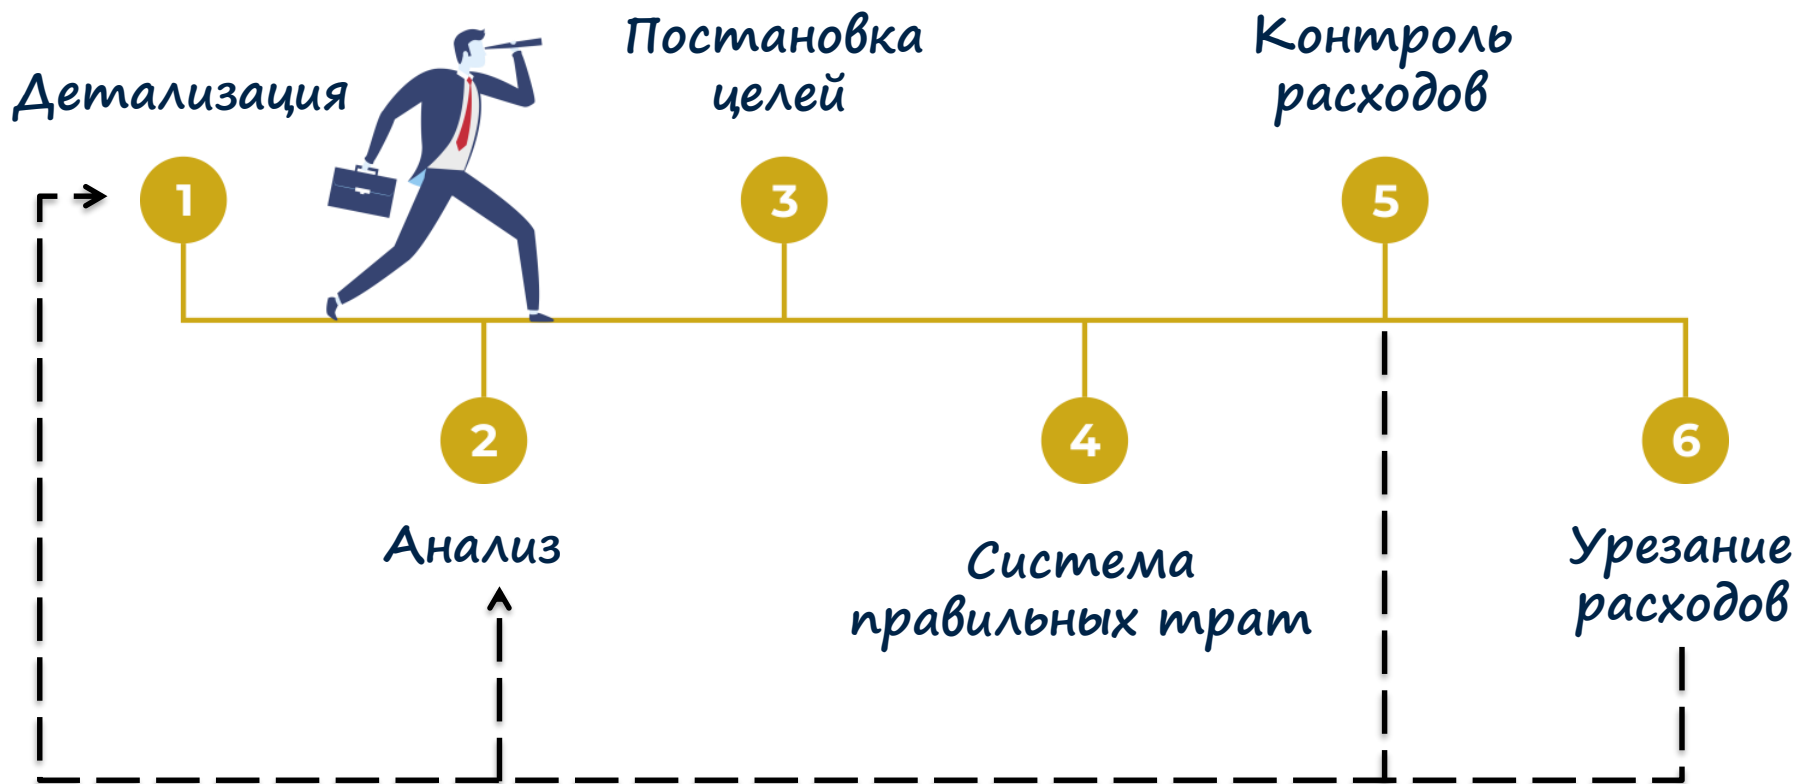 Детализация
1
2
Анализ
Постановка
целей
3
4
Система
правильных трат
Контроль
расходов
5
6
Урезание
расходов